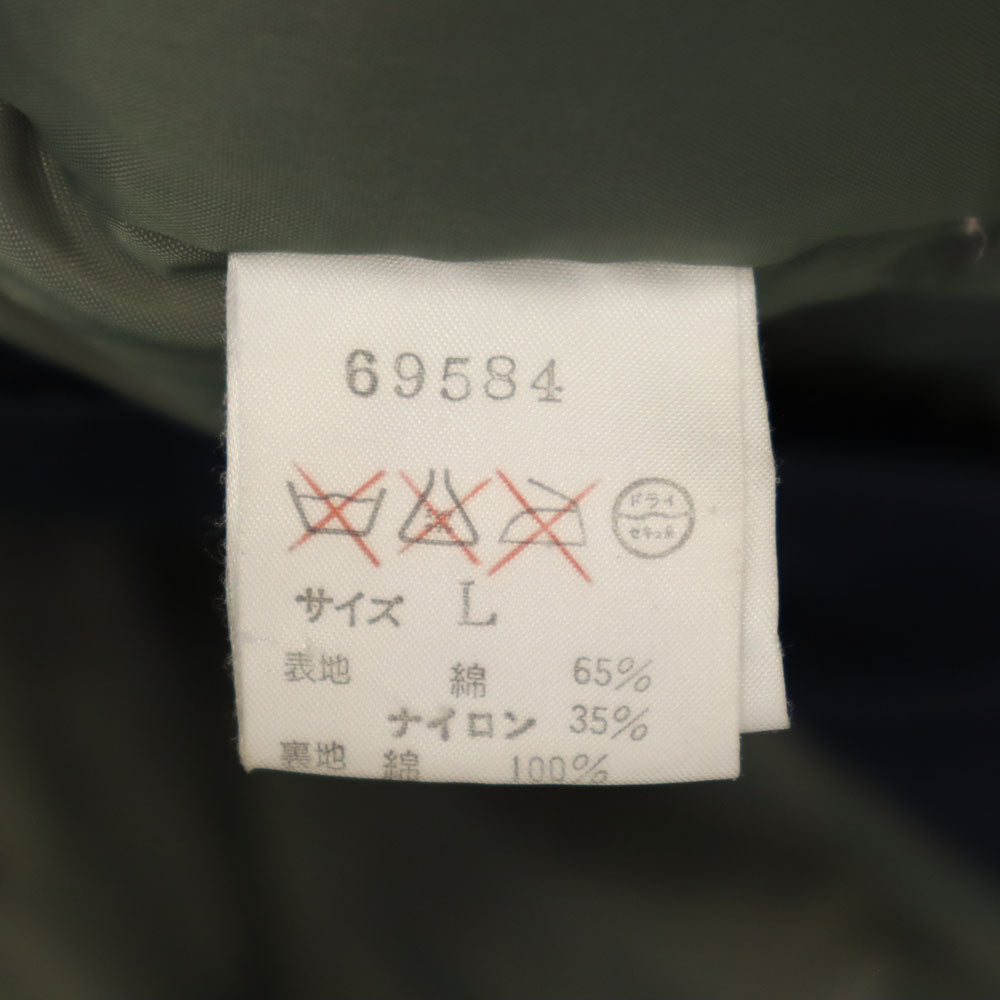 69584
ドライ
セキユ系
サイズ L
表地 綿 65%
ナイロン 35%
裏地 綿 100%